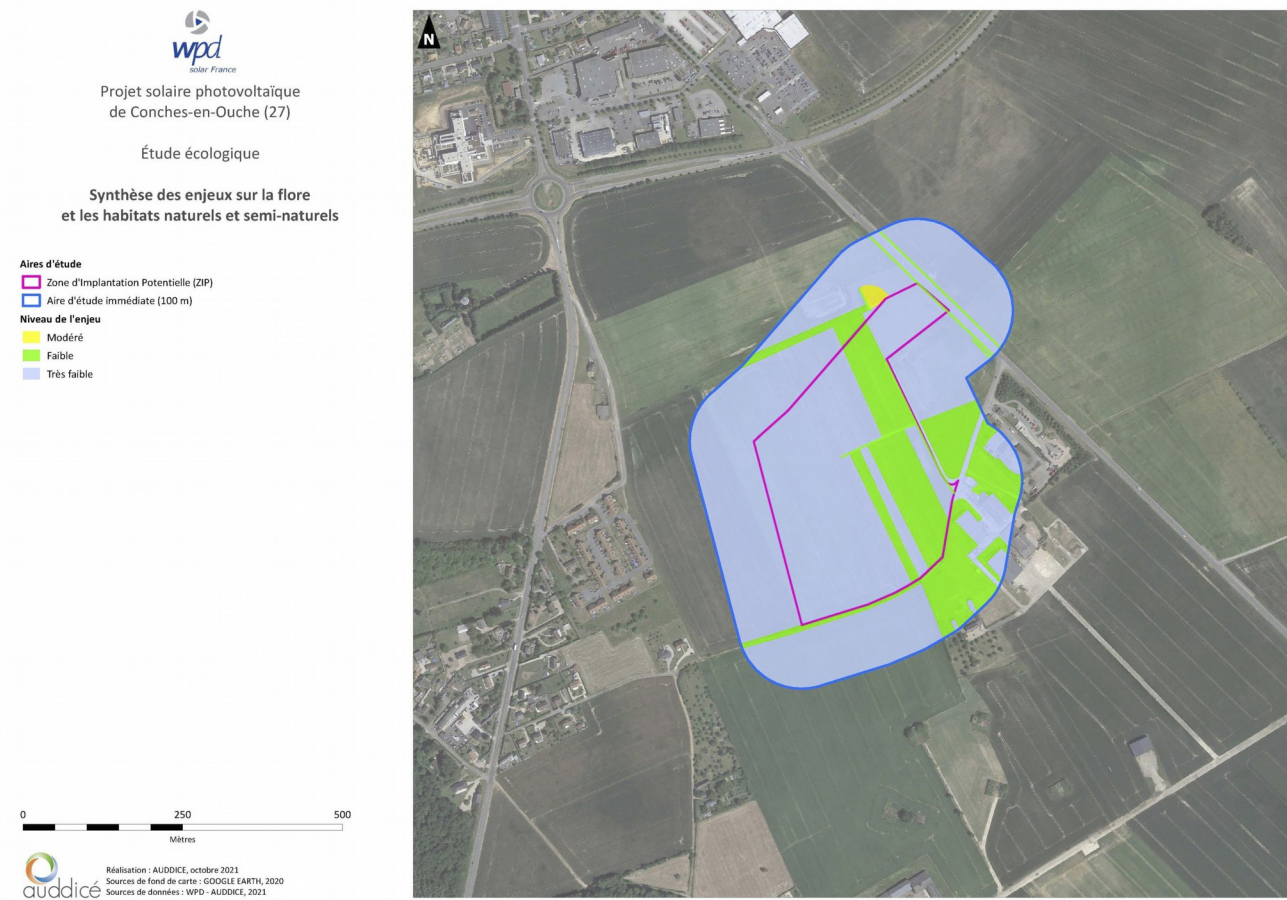 wpd
solar France
Projet solaire photovoltaïque
de Conches-en-Ouche (27)
Étude écologique
Synthèse des enjeux sur la flore
et les habitats naturels et semi-naturels
Aires d'étude
Zone d'Implantation Potentielle (ZIP)
Aire d'étude immédiate (100 m)
Niveau de l'enjeu
Modéré
Faible
Très faible
N
0 250 500
Mètres
auddicé
Réalisation : AUDDICE, octobre 2021
Sources de fond de carte : GOOGLE EARTH, 2020
Sources de données : WPD - AUDDICE, 2021